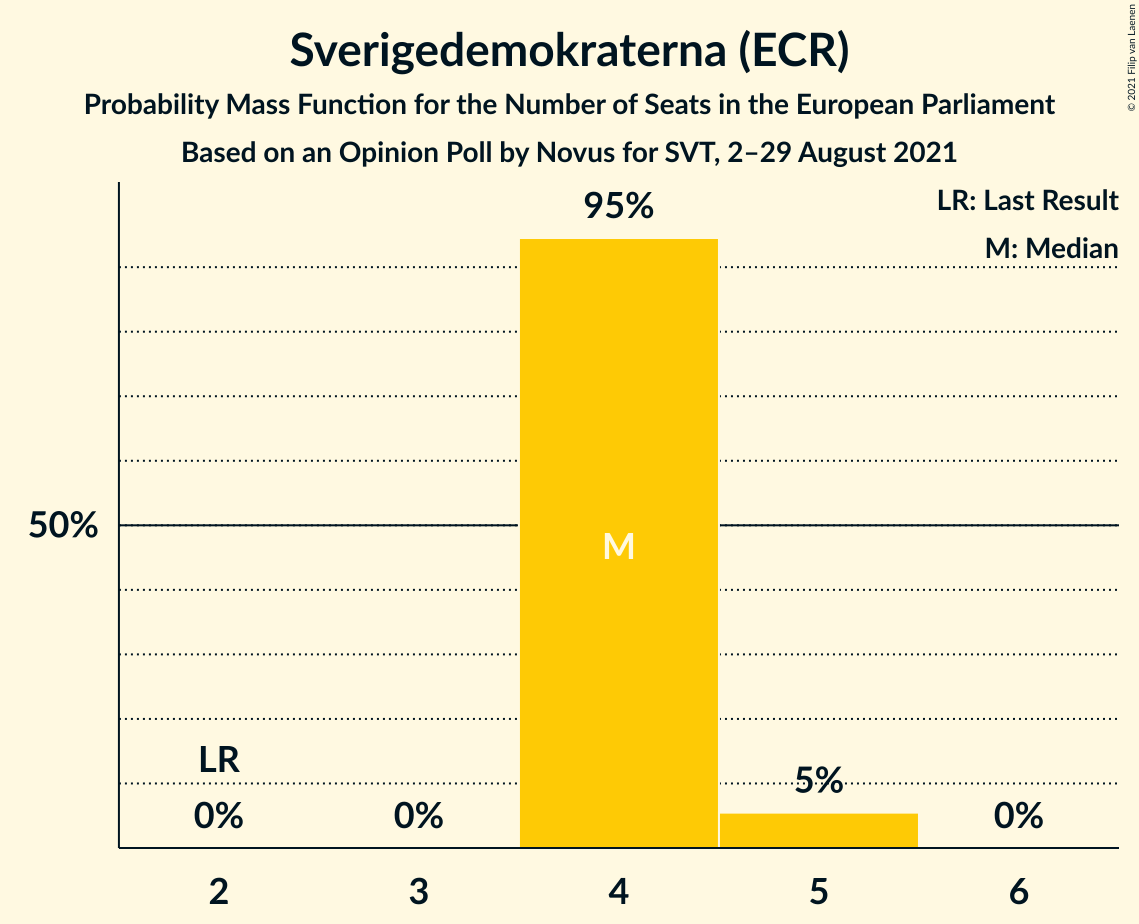 Sverigedemokraterna (ECR)
Probability Mass Function for the Number of Seats in the European Parliament
Based on an Opinion Poll by Novus for SVT, 2–29 August 2021
© 2021 Filip van Laenen
LR: Last Result
M: Median
95%
50%
M
LR
0%
0%
5%
0%
2
3
4
5
6